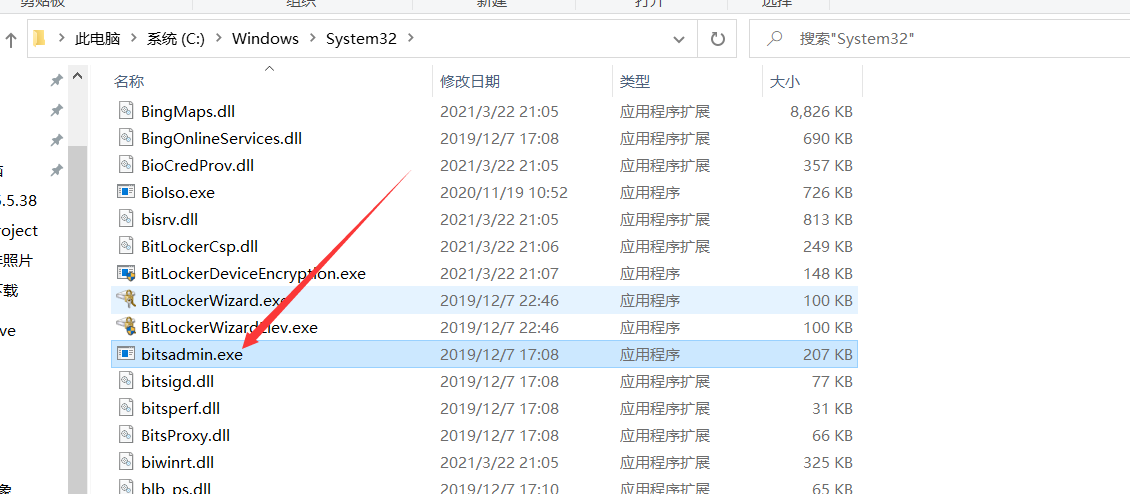 剪贴板 组织 新建 打开 选择
此电脑 系统 (C:) Windows System32 搜索"System32"
名称 修改日期 类型 大小
BingMaps.dll 2021/3/22 21:05 应用程序扩展 8,826 KB
BingOnlineServices.dll 2019/12/7 17:08 应用程序扩展 690 KB
BioCredProv.dll 2021/3/22 21:05 应用程序扩展 357 KB
BioIso.exe 2020/11/19 10:52 应用程序 726 KB
5.5.38
bisrv.dll 2021/3/22 21:05 应用程序扩展 813 KB
roject
BitLockerCsp.dll 2021/3/22 21:06 应用程序扩展 249 KB
照片
BitLockerDeviceEncryption.exe 2021/3/22 21:07 应用程序 148 KB
下载
BitLockerWizard.exe 2019/12/7 22:46 应用程序 100 KB
ve
BitLockerWizardElev.exe 2019/12/7 22:46 应用程序 100 KB
bitsadmin.exe 2019/12/7 17:08 应用程序 207 KB
bitsigd.dll 2019/12/7 17:08 应用程序扩展 77 KB
bitsperf.dll 2019/12/7 17:08 应用程序扩展 31 KB
BitsProxy.dll 2019/12/7 17:08 应用程序扩展 66 KB
biwinrt.dll 2021/3/22 21:05 应用程序扩展 325 KB
象
blb_ps.dll 2019/12/7 17:10 应用程序扩展 65 KB